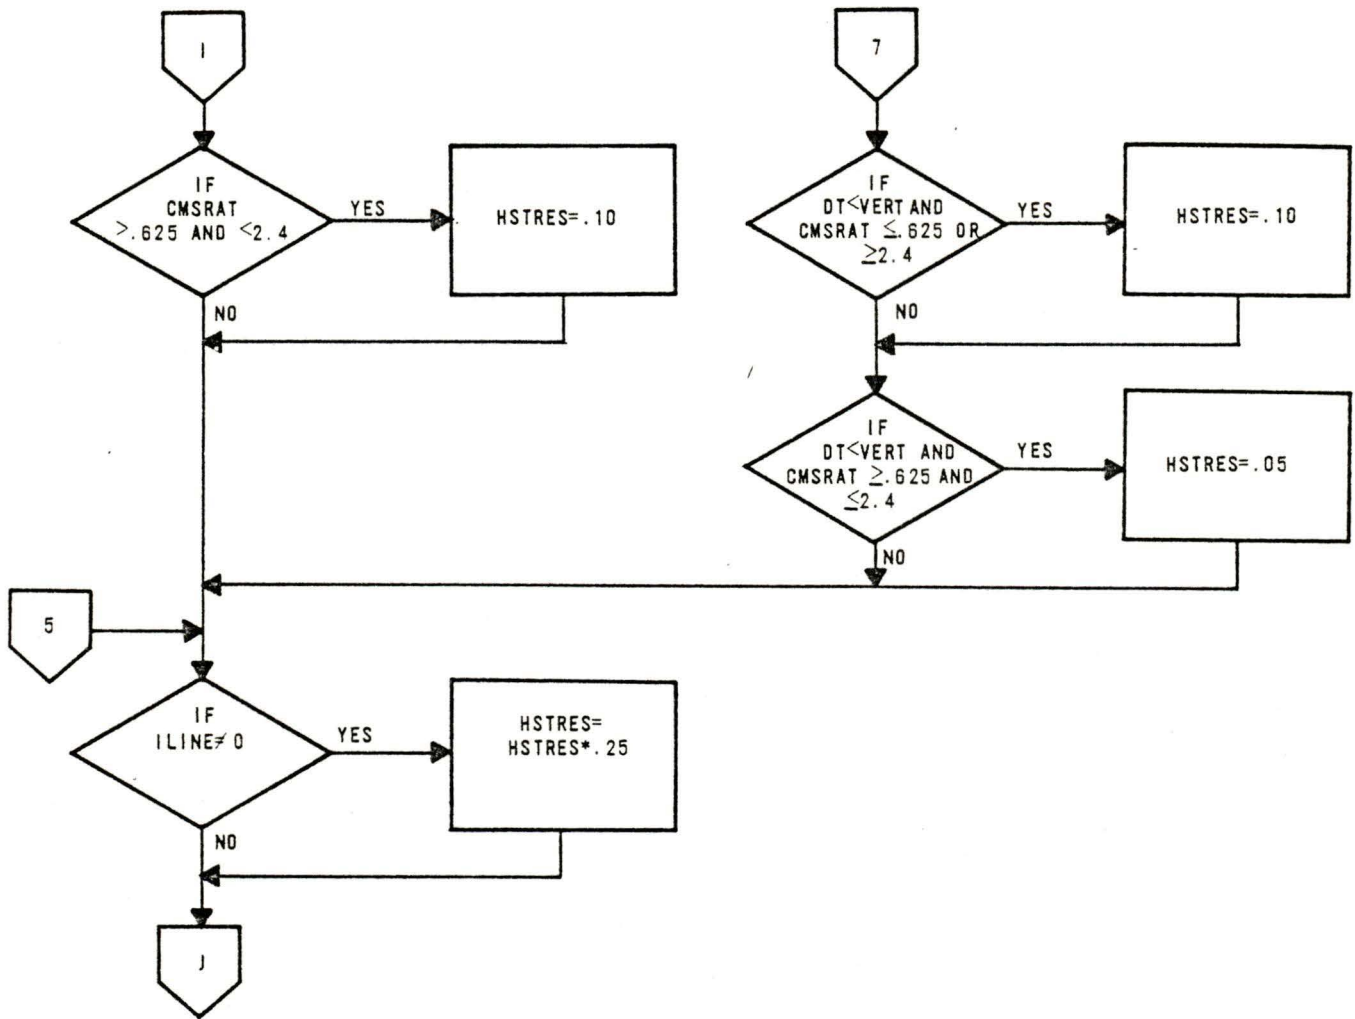 I
IF
CMSRAT
>.625 AND <2.4
YES
HSTRES=.10
NO
7
IF
DT<VERT AND
CMSRAT ≤.625 OR
≥2.4
YES
HSTRES=.10
NO
IF
DT<VERT AND
CMSRAT ≥.625 AND
≤2.4
YES
HSTRES=.05
NO
5
IF
ILINE≠0
YES
HSTRES=
HSTRES*.25
NO
J